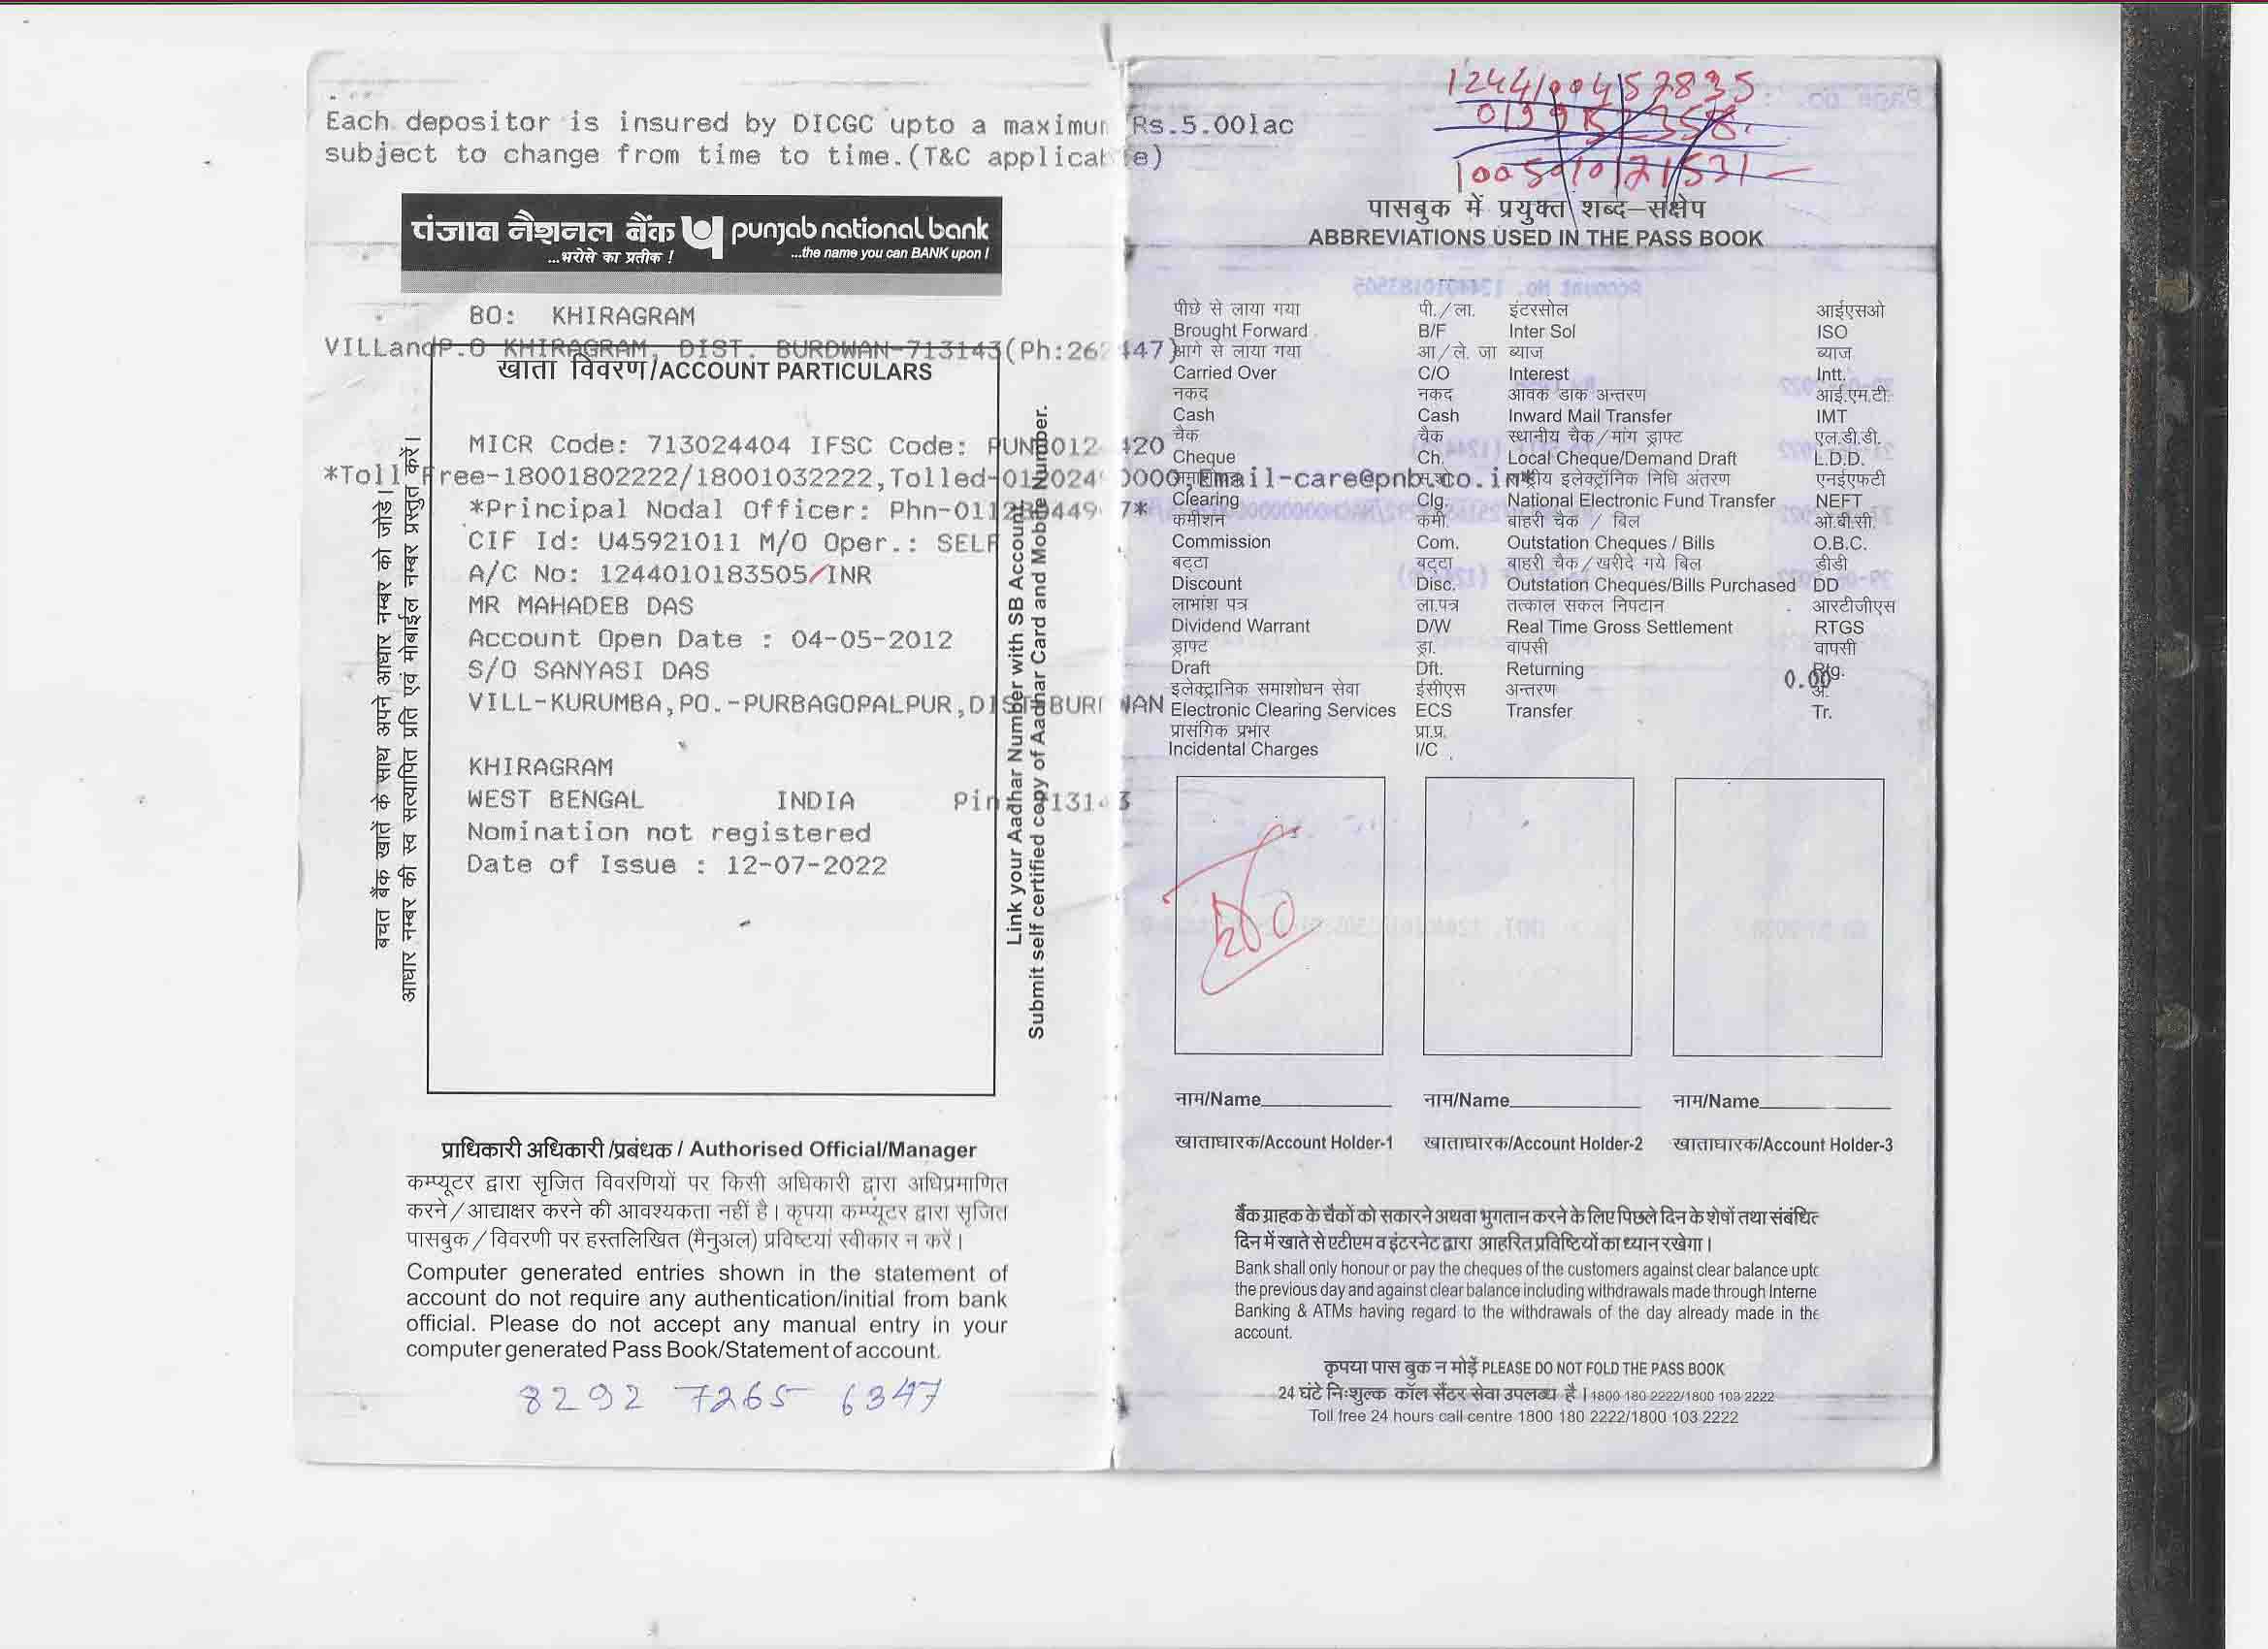 Each depositor is insured by DICGC upto a maximum Rs.5.00lac
subject to change from time to time.(T&C applicable)
पंजाब नैशनल बैंक punjab national bank
...भरोसे का प्रतीक ! ...the name you can BANK upon !
BO: KHIRAGRAM
VILLandP.O KHIRAGRAM, DIST. BURDWAN-713143(Ph:26 447)
खाता विवरण/ACCOUNT PARTICULARS
MICR Code: 713024404 IFSC Code: PUNB012 420
*Toll Free-18001802222/18001032222,Tolled-0112024 0000,Email-care@pnb.co.in*
*Principal Nodal Officer: Phn-011 449 7*
CIF Id: U45921011 M/O Oper.: SELF
A/C No: 1244010183505/INR
MR MAHADEB DAS
Account Open Date : 04-05-2012
S/O SANYASI DAS
VILL-KURUMBA,PO.-PURBAGOPALPUR,DIST-BURDWAN
KHIRAGRAM
WEST BENGAL INDIA Pin 713143
Nomination not registered
Date of Issue : 12-07-2022
बचत बैंक खातें के साथ अपने आधार नम्बर को जोडें।
आधार नम्बर की स्व सत्यापित प्रति एवं मोबाईल नम्बर प्रस्तुत करें।
Link your Aadhar Number with SB Account.
Submit self certified copy of Aadhar Card and Mobile Number.
प्राधिकारी अधिकारी /प्रबंधक / Authorised Official/Manager
कम्प्यूटर द्वारा सृजित विवरणियों पर किसी अधिकारी द्वारा अधिप्रमाणित
करने/आद्याक्षर करने की आवश्यकता नहीं है। कृपया कम्प्यूटर द्वारा सृजित
पासबुक/विवरणी पर हस्तलिखित (मैनुअल) प्रविष्टयां स्वीकार न करें।
Computer generated entries shown in the statement of
account do not require any authentication/initial from bank
official. Please do not accept any manual entry in your
computer generated Pass Book/Statement of account.
8292 7265 6347
पासबुक में प्रयुक्त शब्द-संक्षेप
ABBREVIATIONS USED IN THE PASS BOOK
पीछे से लाया गया पी./ला. इंटरसोल आईएसओ
Brought Forward B/F Inter Sol ISO
आगे से लाया गया आ/ले. जा ब्याज ब्याज
Carried Over C/O Interest Intt.
नकद नकद आवक डाक अन्तरण आई.एम.टी.
Cash Cash Inward Mail Transfer IMT
चैक चैक स्थानीय चैक/मांग ड्राफ्ट एल.डी.डी.
Cheque Ch. Local Cheque/Demand Draft L.D.D.
इलेक्ट्रॉनिक निधि अंतरण एनईएफटी
Clearing Clg. National Electronic Fund Transfer NEFT
कमीशन कमी. बाहरी चैक / बिल ओ.बी.सी.
Commission Com. Outstation Cheques / Bills O.B.C.
बट्टा बट्टा बाहरी चैक/खरीदे गये बिल डीडी
Discount Disc. Outstation Cheques/Bills Purchased DD
लाभांश पत्र ला.पत्र तत्काल सकल निपटान आरटीजीएस
Dividend Warrant D/W Real Time Gross Settlement RTGS
ड्राफ्ट ड्रा. वापसी वापसी
Draft Dft. Returning Rtg.
0.00
इलेक्ट्रानिक समाशोधन सेवा ईसीएस अन्तरण अ.
Electronic Clearing Services ECS Transfer Tr.
प्रासंगिक प्रभार प्रा.प्र.
Incidental Charges I/C
नाम/Name नाम/Name नाम/Name
खाताधारक/Account Holder-1 खाताधारक/Account Holder-2 खाताधारक/Account Holder-3
बैंक ग्राहक के चैकों को सकारने अथवा भुगतान करने के लिए पिछले दिन के शेषों तथा संबंधित
दिन में खाते से एटीएम व इंटरनेट द्वारा आहरित प्रविष्टियों का ध्यान रखेगा।
Bank shall only honour or pay the cheques of the customers against clear balance upto
the previous day and against clear balance including withdrawals made through Interne
Banking & ATMs having regard to the withdrawals of the day already made in the
account.
कृपया पास बुक न मोड़ें PLEASE DO NOT FOLD THE PASS BOOK
24 घंटे निःशुल्क कॉल सैंटर सेवा उपलब्ध है। 1800 180 2222/1800 103 2222
Toll free 24 hours call centre 1800 180 2222/1800 103 2222